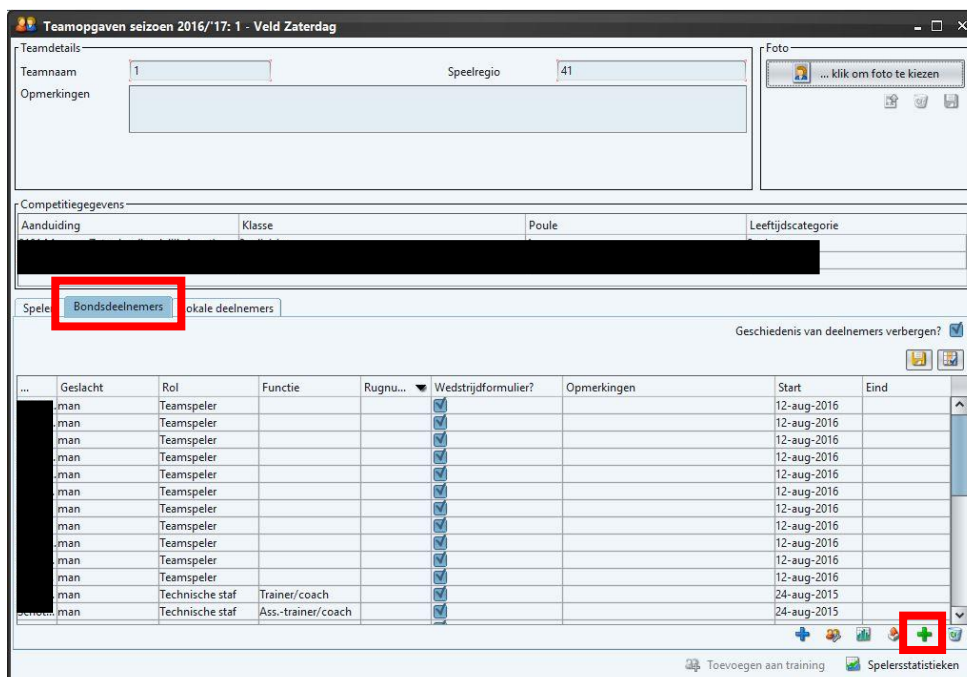 Teamopgaven seizoen 2016/'17: 1 - Veld Zaterdag
Teamdetails
Foto
Teamnaam 1 Speelregio 41
... klik om foto te kiezen
Opmerkingen
Competitiegegevens
Aanduiding Klasse Poule Leeftijdscategorie
Bondsdeelnemers okale deelnemers
Geschiedenis van deelnemers verbergen?
... Geslacht Rol Functie Rugnu... Wedstrijdformulier? Opmerkingen Start Eind
.man Teamspeler 12-aug-2016
.man Teamspeler 12-aug-2016
.man Teamspeler 12-aug-2016
.man Teamspeler 12-aug-2016
.man Teamspeler 12-aug-2016
.man Teamspeler 12-aug-2016
.man Teamspeler 12-aug-2016
.man Teamspeler 12-aug-2016
.man Teamspeler 12-aug-2016
.man Teamspeler 12-aug-2016
.man Teamspeler 12-aug-2016
.man Technische staf Trainer/coach 24-aug-2015
man Technische staf Ass.-trainer/coach 24-aug-2015
Toevoegen aan training Spelersstatistieken